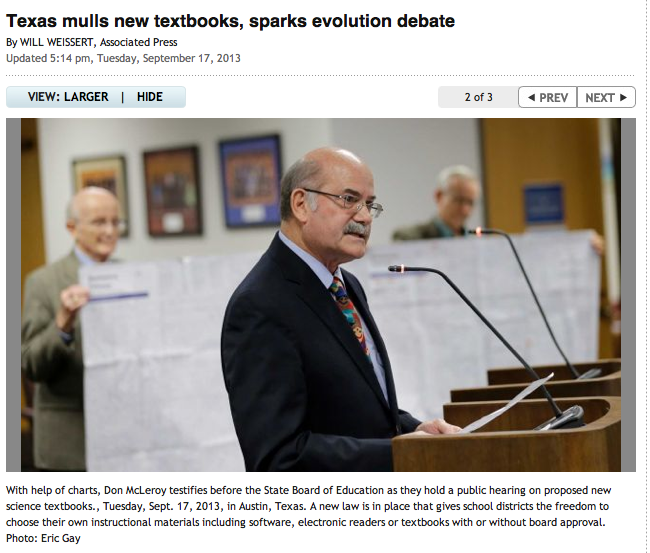 Texas mulls new textbooks, sparks evolution debate
By WILL WEISSERT, Associated Press
Updated 5:14 pm, Tuesday, September 17, 2013
VIEW: LARGER | HIDE
2 of 3
◄ PREV
NEXT ►
With help of charts, Don McLeroy testifies before the State Board of Education as they hold a public hearing on proposed new
science textbooks., Tuesday, Sept. 17, 2013, in Austin, Texas. A new law is in place that gives school districts the freedom to
choose their own instructional materials including software, electronic readers or textbooks with or without board approval.
Photo: Eric Gay